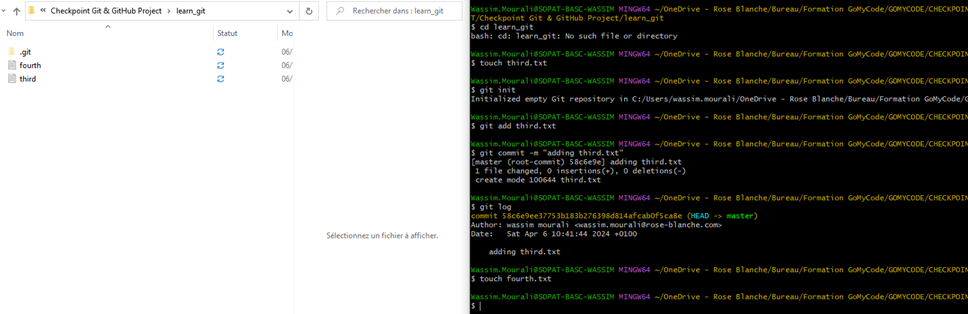 « Checkpoint Git & GitHub Project › learn_git
Rechercher dans : learn_git
Nom Statut Mo
.git 06/
fourth 06/
third 06/
Sélectionnez un fichier à afficher.
Wassim.Mourali@SOPAT-BASC-WASSIM MINGW64 ~/OneDrive - Rose Blanche/Bureau/Formation GoMyCode/GOMYCODE/CHECKPOIN
T/Checkpoint Git & GitHub Project/learn_git
$ cd learn_git
bash: cd: learn_git: No such file or directory
Wassim.Mourali@SOPAT-BASC-WASSIM MINGW64 ~/OneDrive - Rose Blanche/Bureau/Formation GoMyCode/GOMYCODE/CHECKPOIN
$ touch third.txt
Wassim.Mourali@SOPAT-BASC-WASSIM MINGW64 ~/OneDrive - Rose Blanche/Bureau/Formation GoMyCode/GOMYCODE/CHECKPOIN
$ git init
Initialized empty Git repository in C:/Users/wassim.mourali/OneDrive - Rose Blanche/Bureau/Formation GoMyCode/G
Wassim.Mourali@SOPAT-BASC-WASSIM MINGW64 ~/OneDrive - Rose Blanche/Bureau/Formation GoMyCode/GOMYCODE/CHECKPOIN
$ git add third.txt
Wassim.Mourali@SOPAT-BASC-WASSIM MINGW64 ~/OneDrive - Rose Blanche/Bureau/Formation GoMyCode/GOMYCODE/CHECKPOIN
$ git commit -m "adding third.txt"
[master (root-commit) 58c6e9e] adding third.txt
1 file changed, 0 insertions(+), 0 deletions(-)
create mode 100644 third.txt
Wassim.Mourali@SOPAT-BASC-WASSIM MINGW64 ~/OneDrive - Rose Blanche/Bureau/Formation GoMyCode/GOMYCODE/CHECKPOIN
$ git log
commit 58c6e9ee37753b183b276398d814afcab0f5ca8e (HEAD -> master)
Author: wassim mourali <wassim.mourali@rose-blanche.com>
Date: Sat Apr 6 10:41:44 2024 +0100
adding third.txt
Wassim.Mourali@SOPAT-BASC-WASSIM MINGW64 ~/OneDrive - Rose Blanche/Bureau/Formation GoMyCode/GOMYCODE/CHECKPOIN
$ touch fourth.txt
Wassim.Mourali@SOPAT-BASC-WASSIM MINGW64 ~/OneDrive - Rose Blanche/Bureau/Formation GoMyCode/GOMYCODE/CHECKPOIN
$